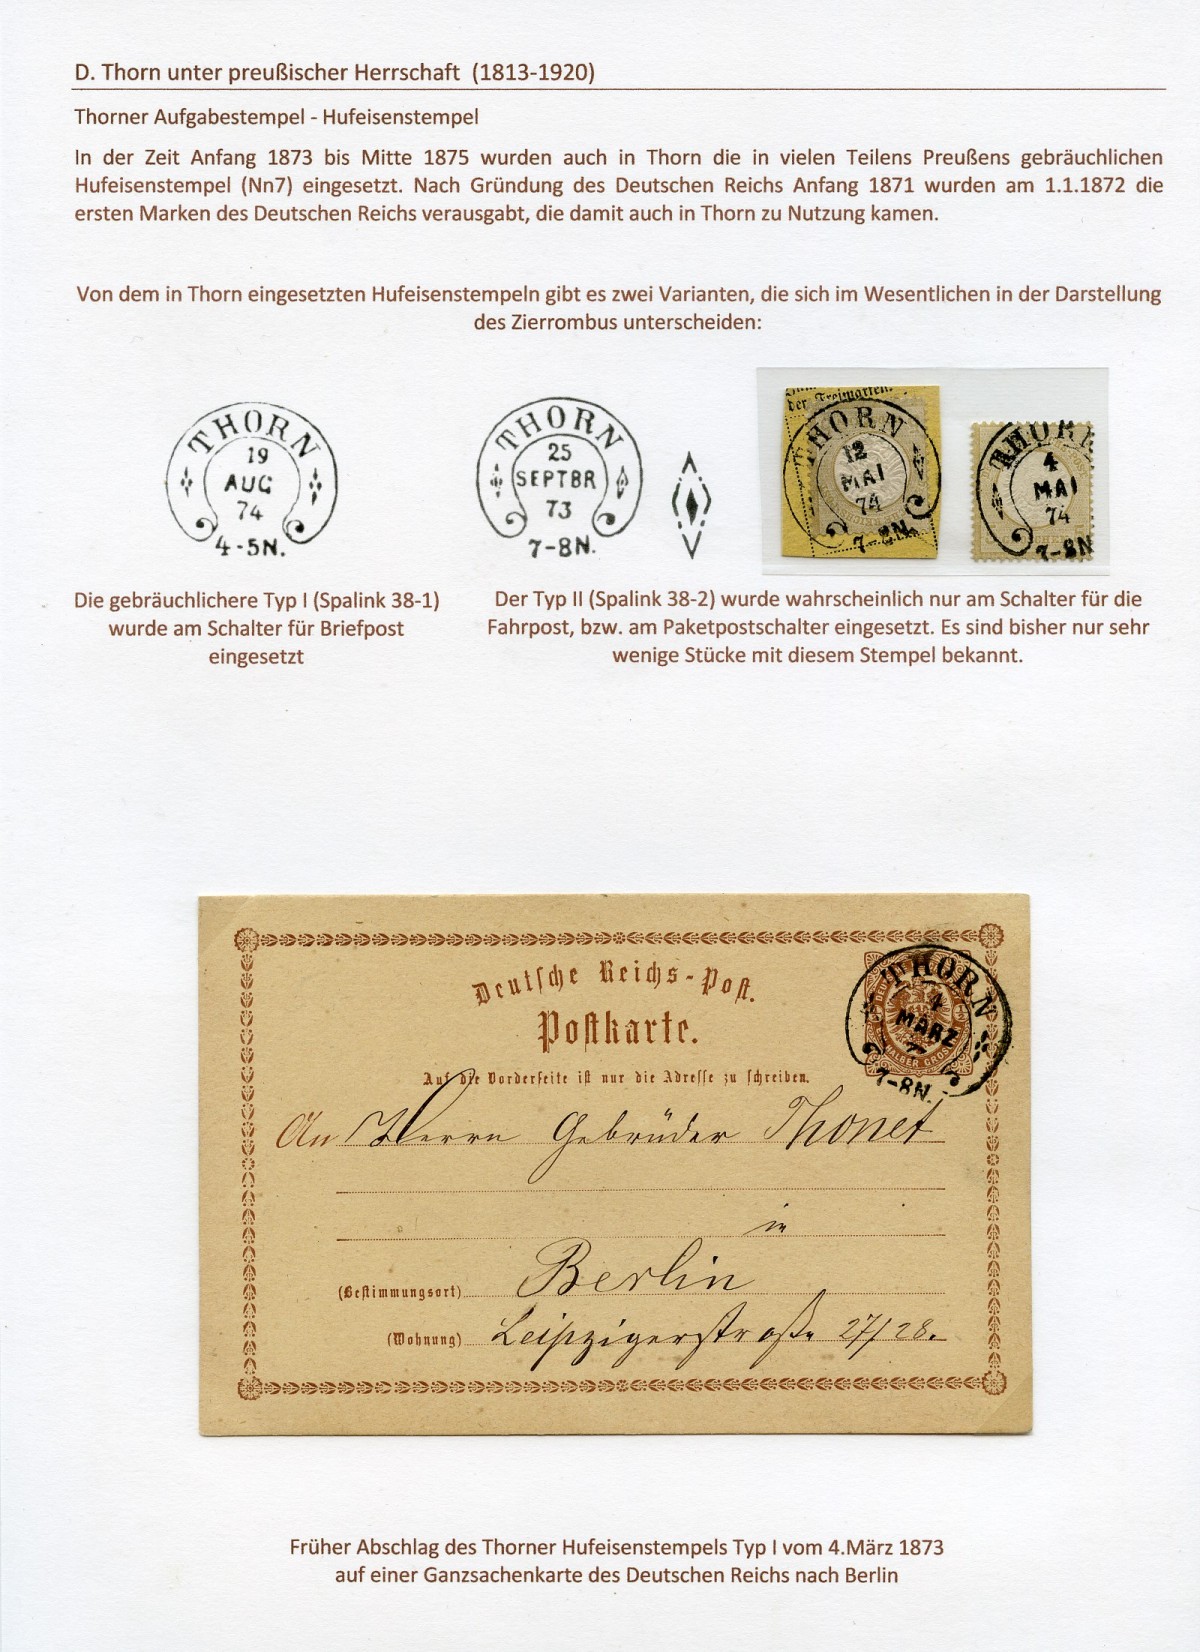 D. Thorn unter preußischer Herrschaft (1813-1920)
Thorner Aufgabestempel - Hufeisenstempel
In der Zeit Anfang 1873 bis Mitte 1875 wurden auch in Thorn die in vielen Teilens Preußens gebräuchlichen
Hufeisenstempel (Nn7) eingesetzt. Nach Gründung des Deutschen Reichs Anfang 1871 wurden am 1.1.1872 die
ersten Marken des Deutschen Reichs verausgabt, die damit auch in Thorn zu Nutzung kamen.
Von dem in Thorn eingesetzten Hufeisenstempeln gibt es zwei Varianten, die sich im Wesentlichen in der Darstellung
des Zierrombus unterscheiden:
THORN
19
AUG
74
4-5N.
THORN
25
SEPTBR
73
7-8N.
der Freimarken.
THORN
12
MAI
74
7-8N.
THORN
4
MAI
74
7-8N
Die gebräuchlichere Typ I (Spalink 38-1)
wurde am Schalter für Briefpost
eingesetzt
Der Typ II (Spalink 38-2) wurde wahrscheinlich nur am Schalter für die
Fahrpost, bzw. am Paketpostschalter eingesetzt. Es sind bisher nur sehr
wenige Stücke mit diesem Stempel bekannt.
Deutsche Reichs-Post.
Postkarte.
THORN
4
MÄRZ
7-8N.
HALBER GROSCHEN
Auf die Vorderseite ist nur die Adresse zu schreiben.
An Herrn Gebrüder Thonet
in
(Bestimmungsort) Berlin
(Wohnung) Leipzigerstraße 27/28.
Früher Abschlag des Thorner Hufeisenstempels Typ I vom 4.März 1873
auf einer Ganzsachenkarte des Deutschen Reichs nach Berlin